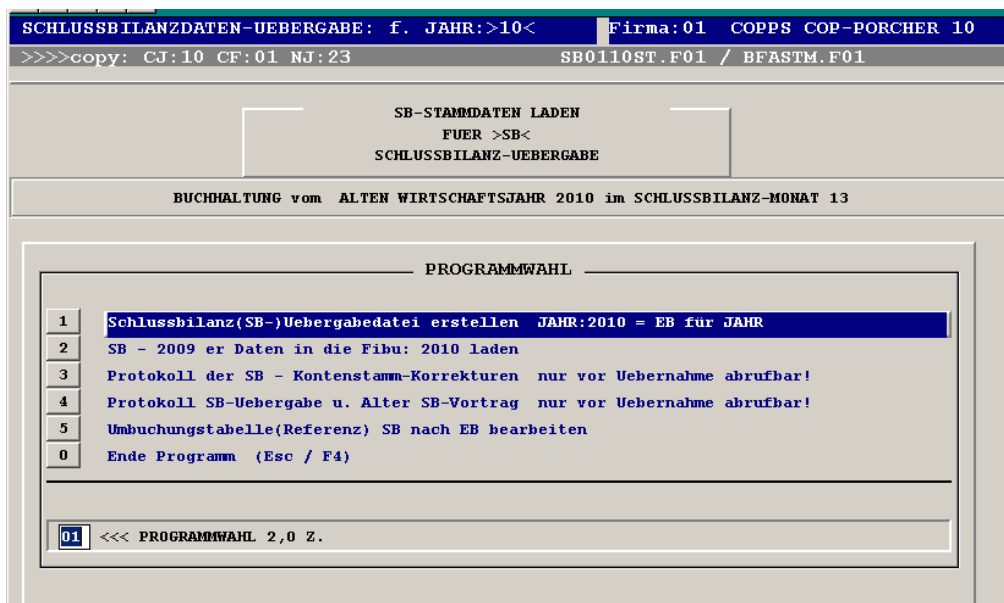 SCHLUSSBILANZDATEN-UEBERGABE: f. JAHR:>10< Firma:01 COPPS COP-PORCHER 10
>>>>copy: CJ:10 CF:01 NJ:23 SB0110ST.F01 / BFASTM.F01
SB-STAMMDATEN LADEN
FUER >SB<
SCHLUSSBILANZ-UEBERGABE
BUCHHALTUNG vom ALTEN WIRTSCHAFTSJAHR 2010 im SCHLUSSBILANZ-MONAT 13
PROGRAMMWAHL
1 Schlussbilanz(SB-)Uebergabedatei erstellen JAHR:2010 = EB für JAHR
2 SB - 2009 er Daten in die Fibu: 2010 laden
3 Protokoll der SB - Kontenstamm-Korrekturen nur vor Uebernahme abrufbar!
4 Protokoll SB-Uebergabe u. Alter SB-Vortrag nur vor Uebernahme abrufbar!
5 Umbuchungstabelle(Referenz) SB nach EB bearbeiten
0 Ende Programm (Esc / F4)
01 <<< PROGRAMMWAHL 2,0 Z.